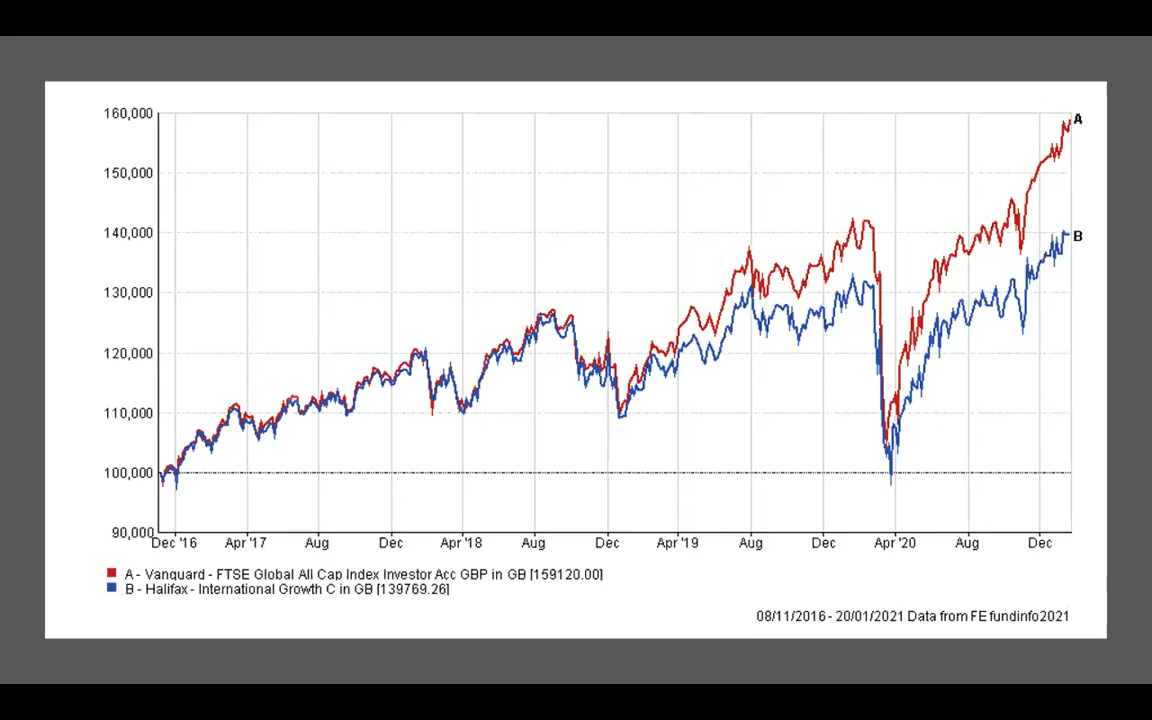 160,000
A
150,000
140,000
B
130,000
120,000
110,000
100,000
90,000
Dec '16 Apr '17 Aug Dec Apr '18 Aug Dec Apr '19 Aug Dec Apr '20 Aug Dec
A - Vanguard - FTSE Global All Cap Index Investor Acc GBP in GB [159120.00]
B - Halifax - International Growth C in GB [139769.26]
08/11/2016 - 20/01/2021 Data from FE fundinfo2021